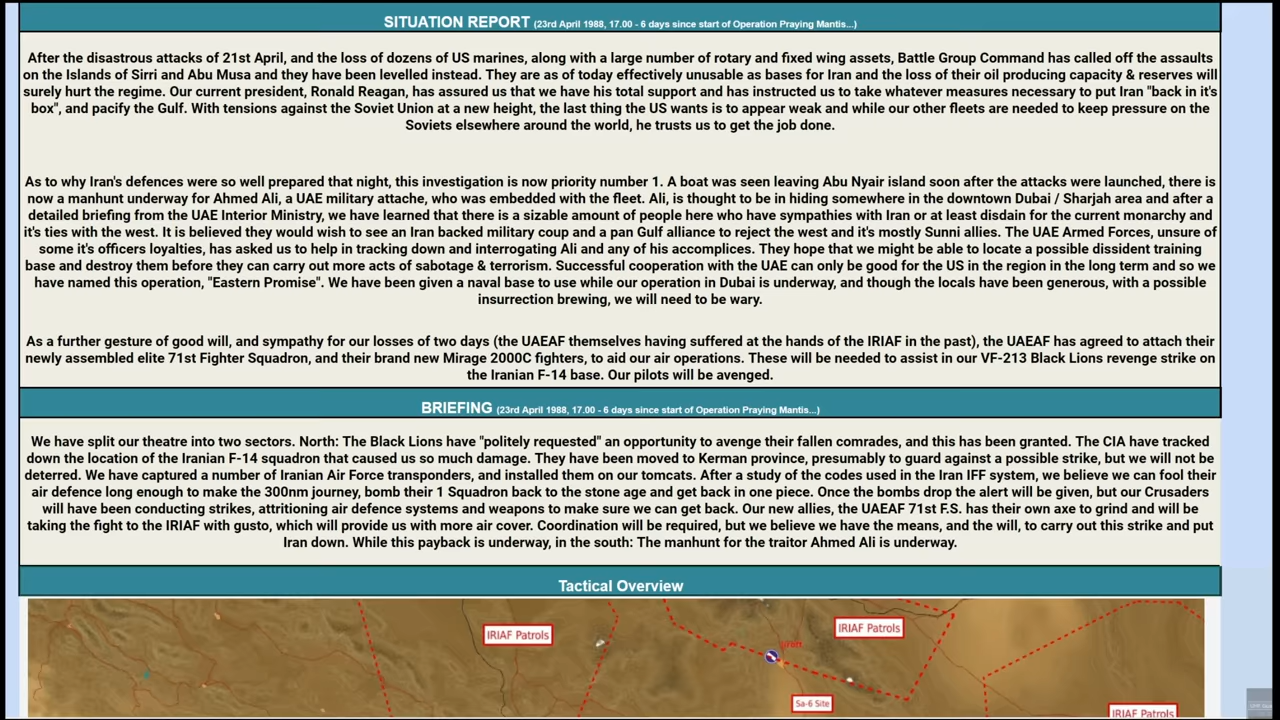 SITUATION REPORT (23rd April 1988, 17.00 - 6 days since start of Operation Praying Mantis...)
After the disastrous attacks of 21st April, and the loss of dozens of US marines, along with a large number of rotary and fixed wing assets, Battle Group Command has called off the assaults
on the Islands of Sirri and Abu Musa and they have been levelled instead. They are as of today effectively unusable as bases for Iran and the loss of their oil producing capacity & reserves will
surely hurt the regime. Our current president, Ronald Reagan, has assured us that we have his total support and has instructed us to take whatever measures necessary to put Iran "back in it's
box", and pacify the Gulf. With tensions against the Soviet Union at a new height, the last thing the US wants is to appear weak and while our other fleets are needed to keep pressure on the
Soviets elsewhere around the world, he trusts us to get the job done.
As to why Iran's defences were so well prepared that night, this investigation is now priority number 1. A boat was seen leaving Abu Nyair island soon after the attacks were launched, there is
now a manhunt underway for Ahmed Ali, a UAE military attache, who was embedded with the fleet. Ali, is thought to be in hiding somewhere in the downtown Dubai / Sharjah area and after a
detailed briefing from the UAE Interior Ministry, we have learned that there is a sizable amount of people here who have sympathies with Iran or at least disdain for the current monarchy and
it's ties with the west. It is believed they would wish to see an Iran backed military coup and a pan Gulf alliance to reject the west and it's mostly Sunni allies. The UAE Armed Forces, unsure of
some it's officers loyalties, has asked us to help in tracking down and interrogating Ali and any of his accomplices. They hope that we might be able to locate a possible dissident training
base and destroy them before they can carry out more acts of sabotage & terrorism. Successful cooperation with the UAE can only be good for the US in the region in the long term and so we
have named this operation, "Eastern Promise". We have been given a naval base to use while our operation in Dubai is underway, and though the locals have been generous, with a possible
insurrection brewing, we will need to be wary.
As a further gesture of good will, and sympathy for our losses of two days (the UAEAF themselves having suffered at the hands of the IRIAF in the past), the UAEAF has agreed to attach their
newly assembled elite 71st Fighter Squadron, and their brand new Mirage 2000C fighters, to aid our air operations. These will be needed to assist in our VF-213 Black Lions revenge strike on
the Iranian F-14 base. Our pilots will be avenged.
BRIEFING (23rd April 1988, 17.00 - 6 days since start of Operation Praying Mantis...)
We have split our theatre into two sectors. North: The Black Lions have "politely requested" an opportunity to avenge their fallen comrades, and this has been granted. The CIA have tracked
down the location of the Iranian F-14 squadron that caused us so much damage. They have been moved to Kerman province, presumably to guard against a possible strike, but we will not be
deterred. We have captured a number of Iranian Air Force transponders, and installed them on our tomcats. After a study of the codes used in the Iran IFF system, we believe we can fool their
air defence long enough to make the 300nm journey, bomb their 1 Squadron back to the stone age and get back in one piece. Once the bombs drop the alert will be given, but our Crusaders
will have been conducting strikes, attritioning air defence systems and weapons to make sure we can get back. Our new allies, the UAEAF 71st F.S. has their own axe to grind and will be
taking the fight to the IRIAF with gusto, which will provide us with more air cover. Coordination will be required, but we believe we have the means, and the will, to carry out this strike and put
Iran down. While this payback is underway, in the south: The manhunt for the traitor Ahmed Ali is underway.
Tactical Overview
IRIAF Patrols
IRIAF Patrols
Sa-6 Site
IRIAF Patrols